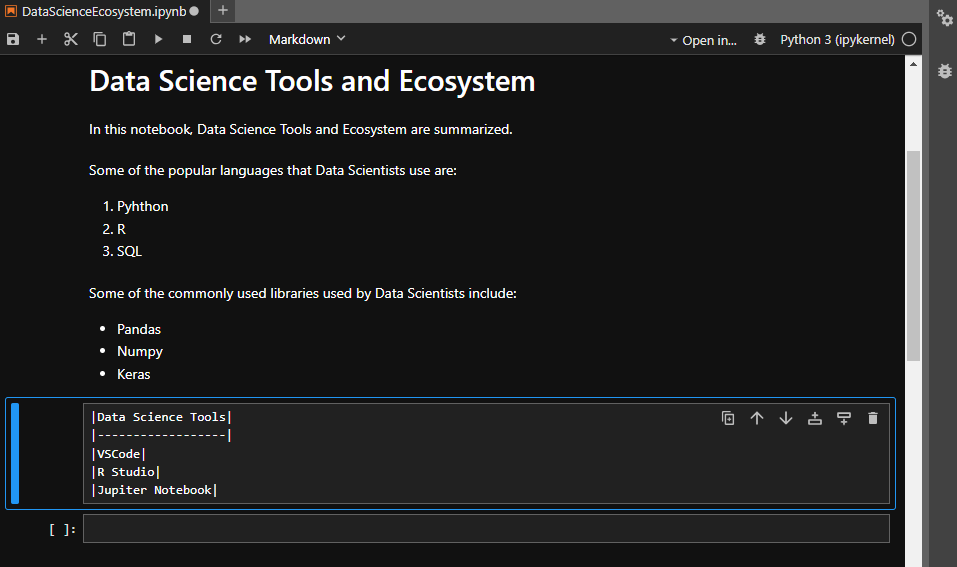 DataScienceEcosystem.ipynb
Markdown
Open in...
Python 3 (ipykernel)
Data Science Tools and Ecosystem
In this notebook, Data Science Tools and Ecosystem are summarized.
Some of the popular languages that Data Scientists use are:
1. Pyhthon
2. R
3. SQL
Some of the commonly used libraries used by Data Scientists include:
• Pandas
• Numpy
• Keras
|Data Science Tools|
|------------------|
|VSCode|
|R Studio|
|Jupiter Notebook|
[ ]: